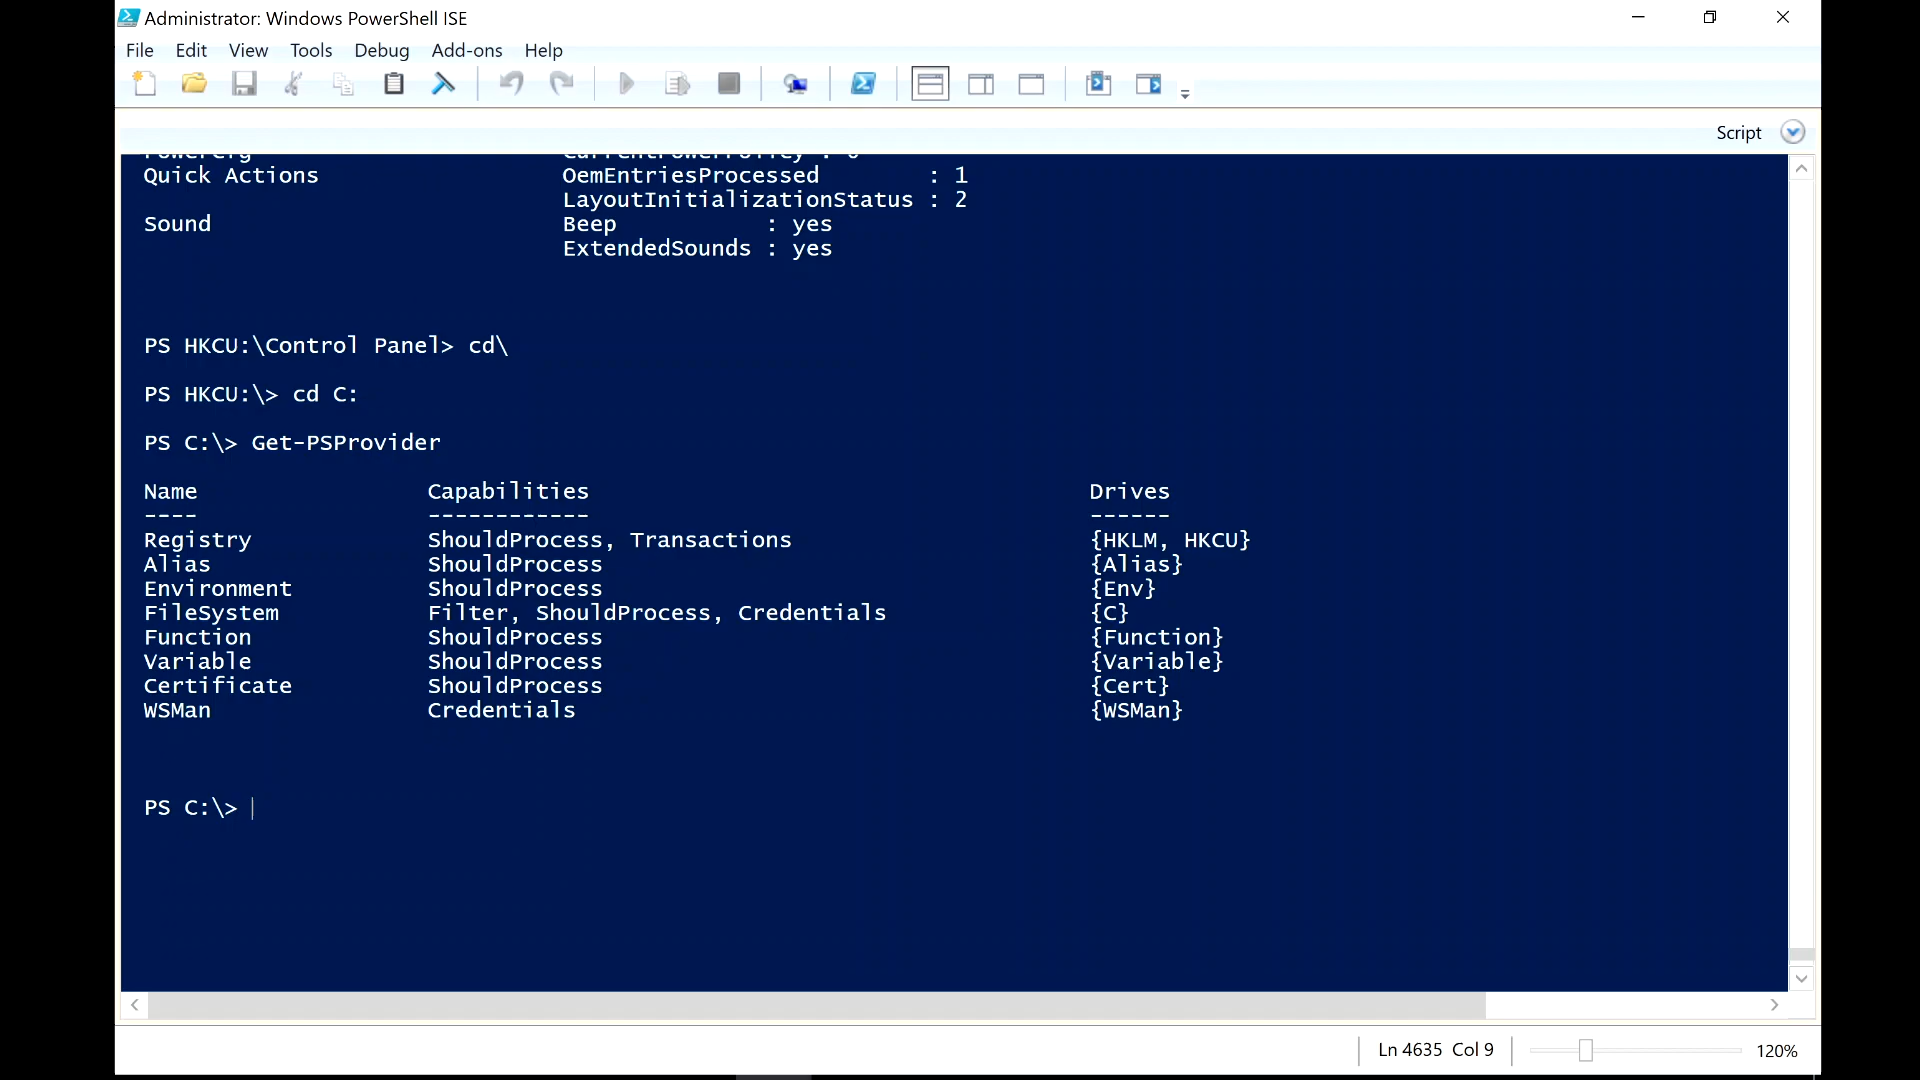 Administrator: Windows PowerShell ISE
File Edit View Tools Debug Add-ons Help
Script
Quick Actions OemEntriesProcessed : 1
LayoutInitializationStatus : 2
Sound Beep : yes
ExtendedSounds : yes
PS HKCU:\Control Panel> cd\
PS HKCU:\> cd C:
PS C:\> Get-PSProvider
Name Capabilities Drives
---- ------------ ------
Registry ShouldProcess, Transactions {HKLM, HKCU}
Alias ShouldProcess {Alias}
Environment ShouldProcess {Env}
FileSystem Filter, ShouldProcess, Credentials {C}
Function ShouldProcess {Function}
Variable ShouldProcess {Variable}
Certificate ShouldProcess {Cert}
WSMan Credentials {WSMan}
PS C:\>
Ln 4635 Col 9 120%